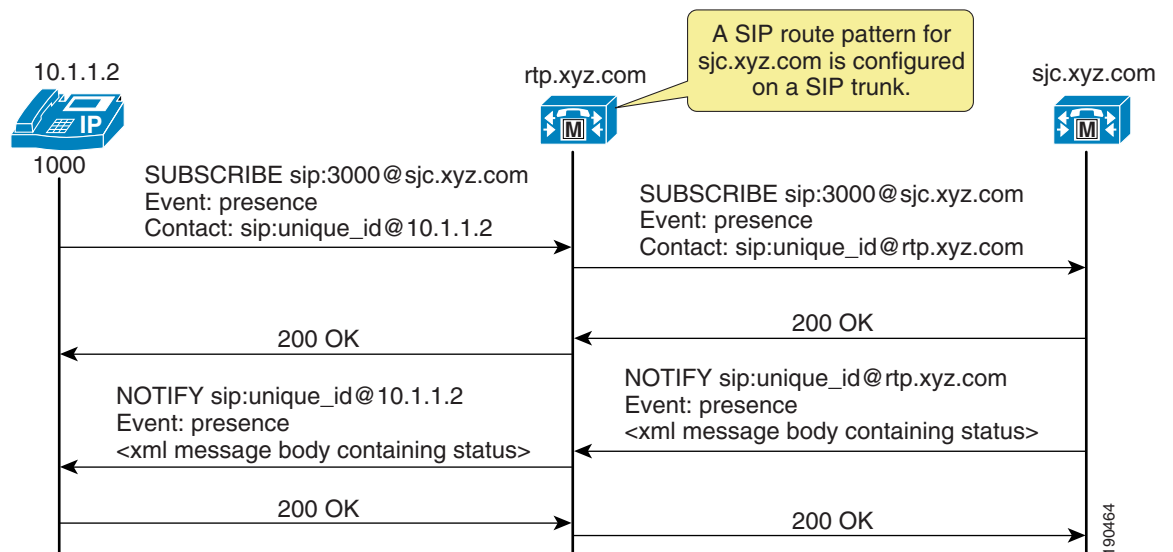 A SIP route pattern for
sjc.xyz.com is configured
on a SIP trunk.
10.1.1.2
rtp.xyz.com
sjc.xyz.com
IP
M
M
1000
SUBSCRIBE sip:3000@sjc.xyz.com
Event: presence
Contact: sip:unique_id@10.1.1.2
SUBSCRIBE sip:3000@sjc.xyz.com
Event: presence
Contact: sip:unique_id@rtp.xyz.com
200 OK
200 OK
NOTIFY sip:unique_id@10.1.1.2
Event: presence
<xml message body containing status>
NOTIFY sip:unique_id@rtp.xyz.com
Event: presence
<xml message body containing status>
200 OK
200 OK
190464